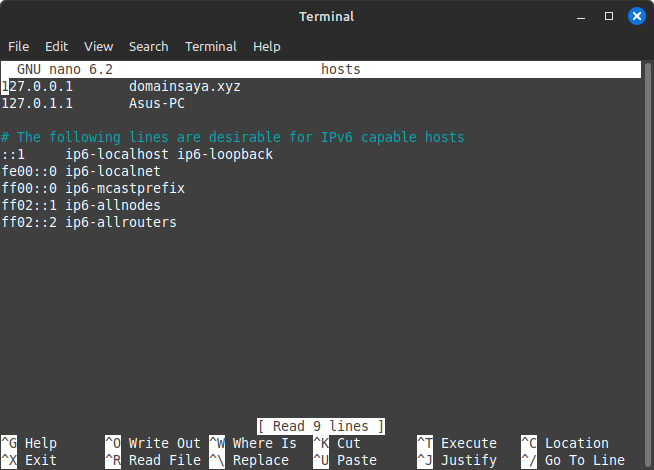 Terminal
File Edit View Search Terminal Help
GNU nano 6.2 hosts
127.0.0.1 domainsaya.xyz
127.0.1.1 Asus-PC
# The following lines are desirable for IPv6 capable hosts
::1 ip6-localhost ip6-loopback
fe00::0 ip6-localnet
ff00::0 ip6-mcastprefix
ff02::1 ip6-allnodes
ff02::2 ip6-allrouters
[ Read 9 lines ]
^G Help ^O Write Out ^W Where Is ^K Cut ^T Execute ^C Location
^X Exit ^R Read File ^\ Replace ^U Paste ^J Justify ^/ Go To Line